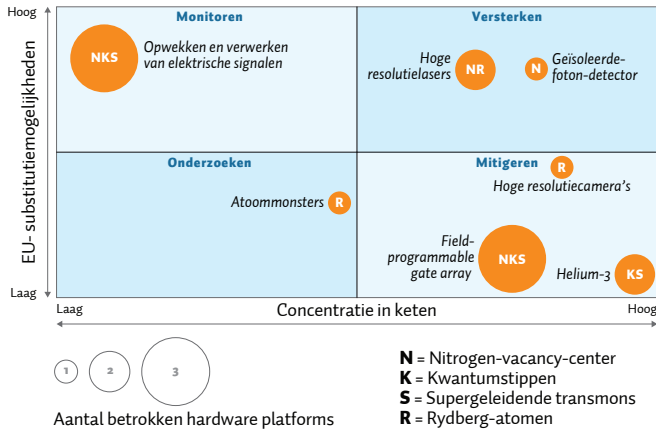 Hoog
Monitoren
Versterken
NKS
Opwekken en verwerken
van elektrische signalen
Hoge
resolutielasers
NR
N
Geïsoleerde-
foton-detector
Onderzoeken
Mitigeren
Atoommonsters
R
R
Hoge resolutiecamera's
Field-
programmable
gate array
NKS
Helium-3
KS
EU- substitutiemogelijkheden
Laag
Laag
Concentratie in keten
Hoog
1
2
3
Aantal betrokken hardware platforms
N = Nitrogen-vacancy-center
K = Kwantumstippen
S = Supergeleidende transmons
R = Rydberg-atomen